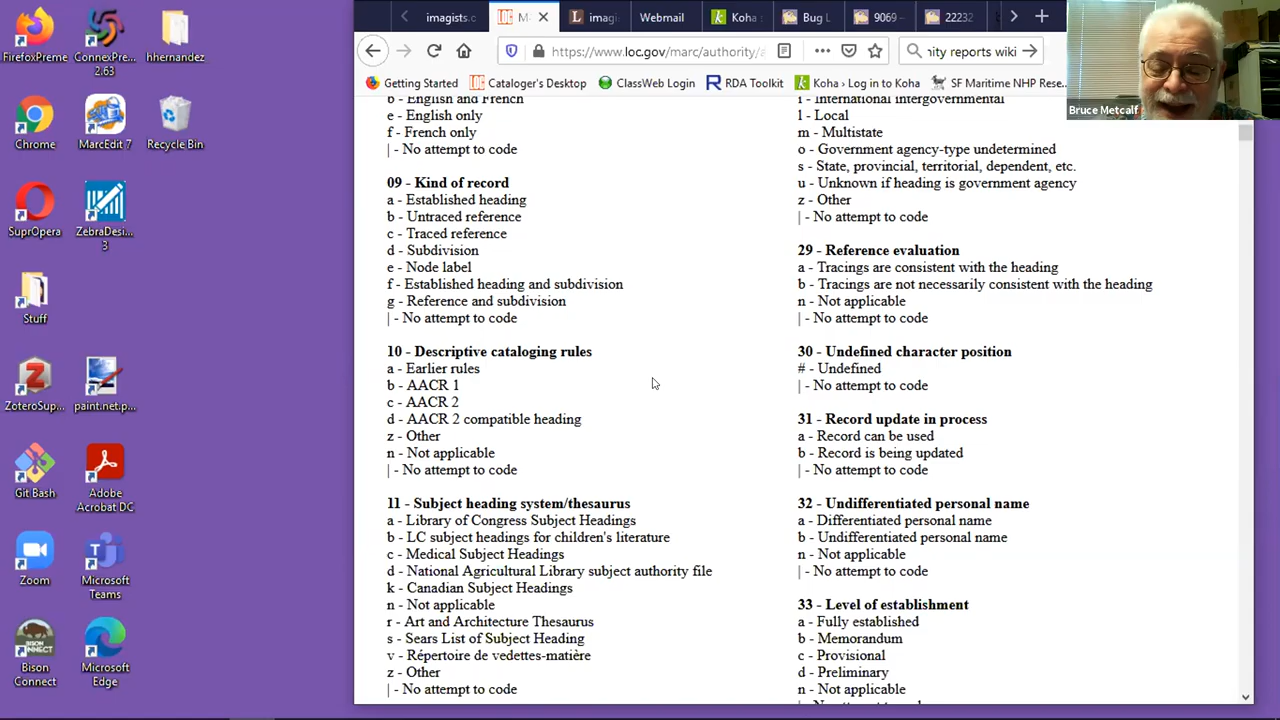 FirefoxPreme
ConnexPre...
2.63
hhernandez
Chrome
MarcEdit 7
Recycle Bin
SuprOpera
ZebraDesi...
3
Stuff
ZoteroSup...
paint.net.p...
Git Bash
Adobe
Acrobat DC
Zoom
Microsoft
Teams
Bison
Connect
Microsoft
Edge
imagists.o
M
imagi
Webmail
Koha
Bug L
9069
22232
https://www.loc.gov/marc/authority/a
nity reports wiki
Getting Started
Cataloger's Desktop
ClassWeb Login
RDA Toolkit
Koha › Log in to Koha
SF Maritime NHP Rese...
Bruce Metcalf
b - English and French
e - English only
f - French only
| - No attempt to code
09 - Kind of record
a - Established heading
b - Untraced reference
c - Traced reference
d - Subdivision
e - Node label
f - Established heading and subdivision
g - Reference and subdivision
| - No attempt to code
10 - Descriptive cataloging rules
a - Earlier rules
b - AACR 1
c - AACR 2
d - AACR 2 compatible heading
z - Other
n - Not applicable
| - No attempt to code
11 - Subject heading system/thesaurus
a - Library of Congress Subject Headings
b - LC subject headings for children's literature
c - Medical Subject Headings
d - National Agricultural Library subject authority file
k - Canadian Subject Headings
n - Not applicable
r - Art and Architecture Thesaurus
s - Sears List of Subject Heading
v - Répertoire de vedettes-matière
z - Other
| - No attempt to code
i - International intergovernmental
l - Local
m - Multistate
o - Government agency-type undetermined
s - State, provincial, territorial, dependent, etc.
u - Unknown if heading is government agency
z - Other
| - No attempt to code
29 - Reference evaluation
a - Tracings are consistent with the heading
b - Tracings are not necessarily consistent with the heading
n - Not applicable
| - No attempt to code
30 - Undefined character position
# - Undefined
| - No attempt to code
31 - Record update in process
a - Record can be used
b - Record is being updated
| - No attempt to code
32 - Undifferentiated personal name
a - Differentiated personal name
b - Undifferentiated personal name
n - Not applicable
| - No attempt to code
33 - Level of establishment
a - Fully established
b - Memorandum
c - Provisional
d - Preliminary
n - Not applicable